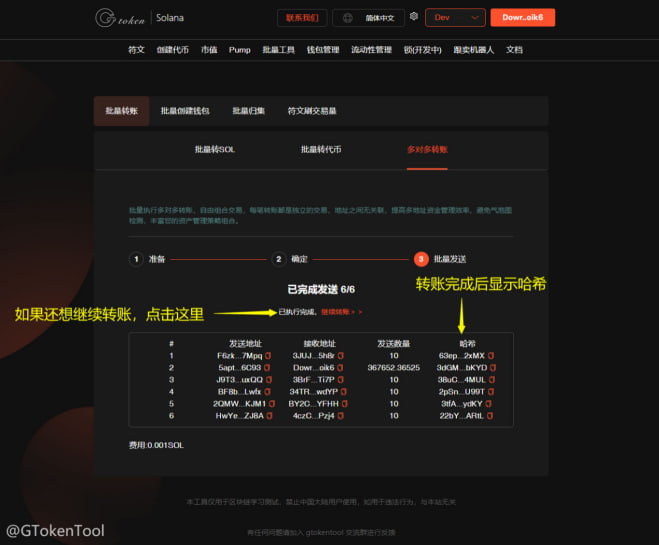 Gtoken Solana 联系我们 简体中文 Dev Dowr..oik6
符文 创建代币 市值 Pump 批量工具 钱包管理 流动性管理 锁(开发中) 跟卖机器人 文档
批量转账 批量创建钱包 批量归集 符文刷交易量
批量转SOL 批量转代币 多对多转账
批量执行多对多转账。自由组合交易，每笔转账都是独立的交易，地址之间无关联，提高多地址资金管理效率，避免气泡图
检测，丰富您的资产管理策略组合。
1 准备 2 确定 3 批量发送
已完成发送 6/6
转账完成后显示哈希
如果还想继续转账，点击这里
已执行完成。 继续转账 > >
# 发送地址 接收地址 发送数量 哈希
1 F6zk...7Mpq 3JUJ...5h8r 10 63ep...2xMX
2 5apt...6C93 Dowr...oik6 367652.36525 3dGM...bKYD
3 J9T3...uxQQ 3BrF...Ti7P 10 38uC...4MUL
4 BF8b...Lwfx 34TR...wdYP 10 2pSn...U99T
5 2QMW...KJM1 BY2C...YFHH 10 3tfA...ydKY
6 HwYe...ZJ8A 4czC...Pzj4 10 22bY...ARtL
费用:0.001SOL
本工具仅用于区块链学习测试，禁止中国大陆用户使用，如用于违法行为，与本站无关
@GTokenTool
有任何问题请加入 gtokentool 交流群进行反馈